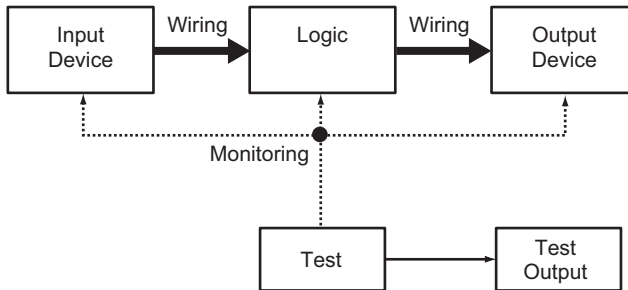 Input
Device
Wiring
Logic
Wiring
Output
Device
Monitoring
Test
Test
Output